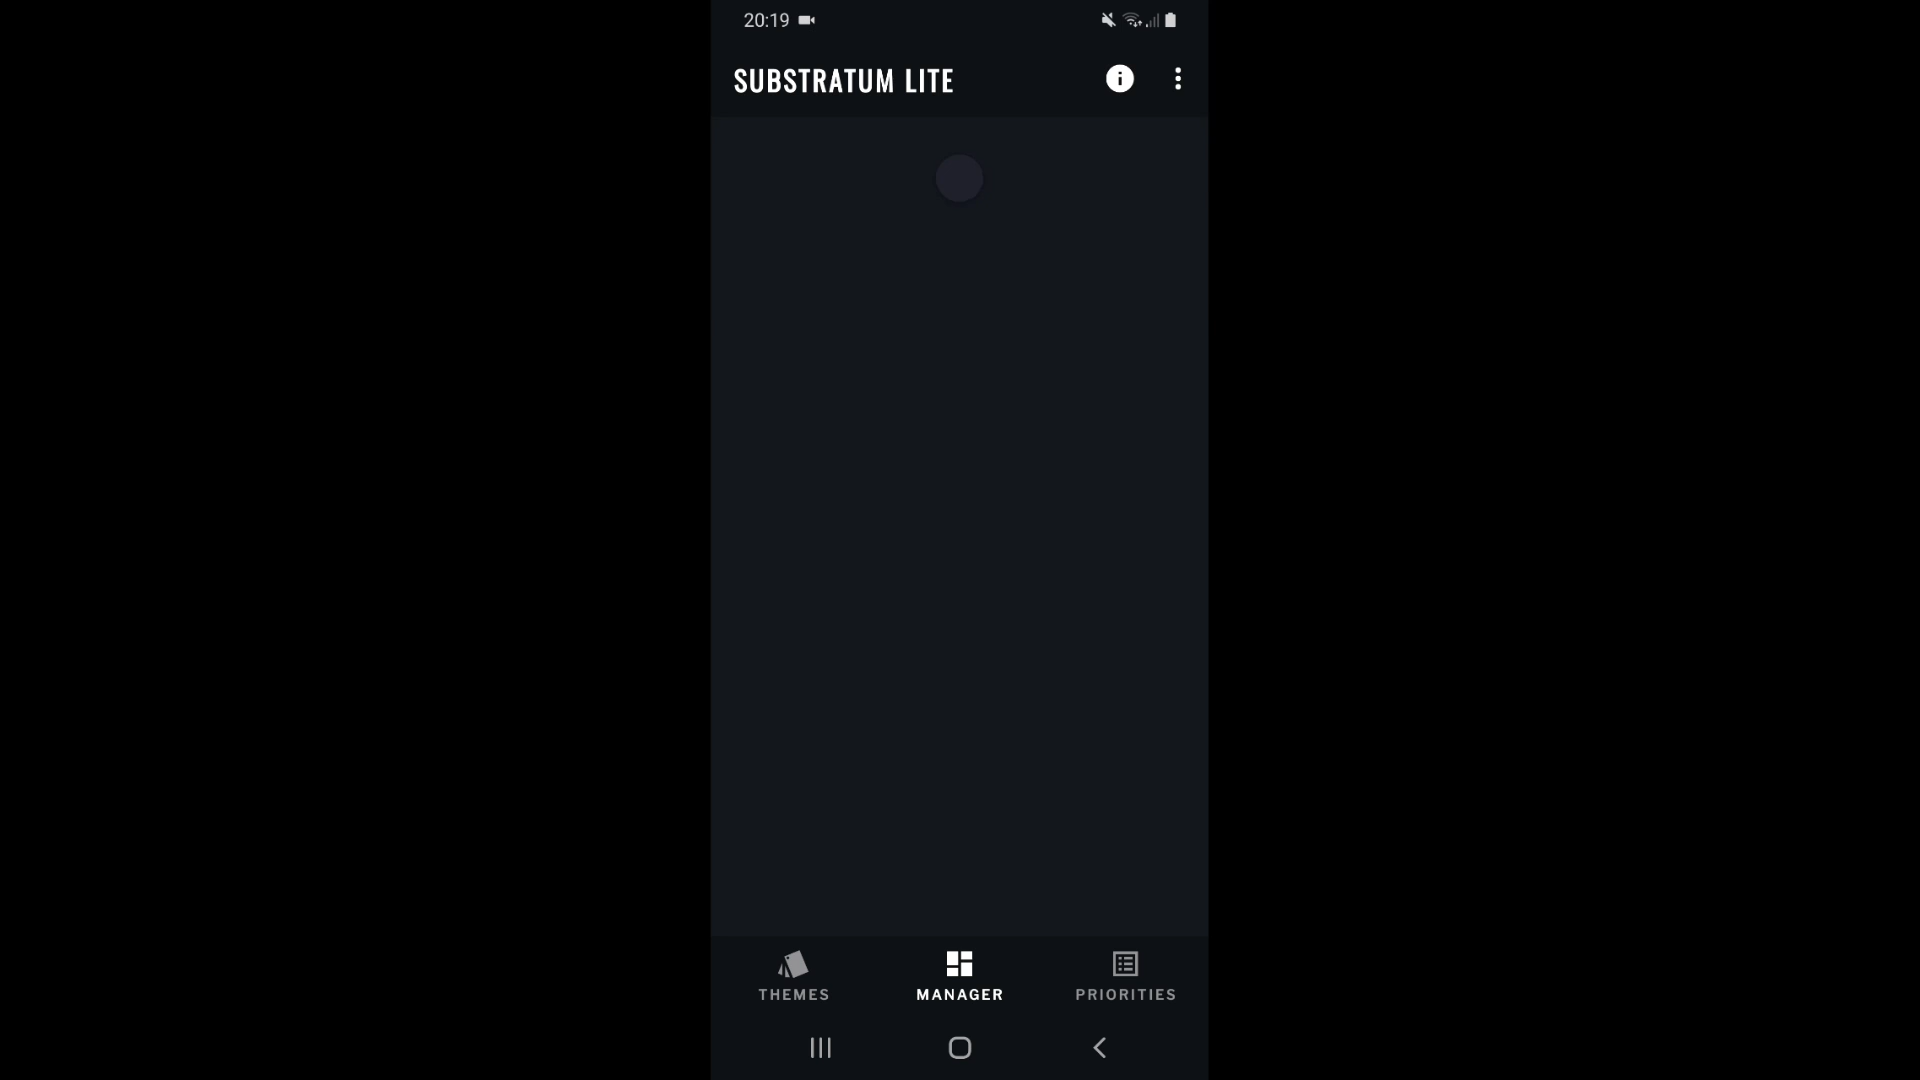 20:19
SUBSTRATUM LITE
THEMES
MANAGER
PRIORITIES